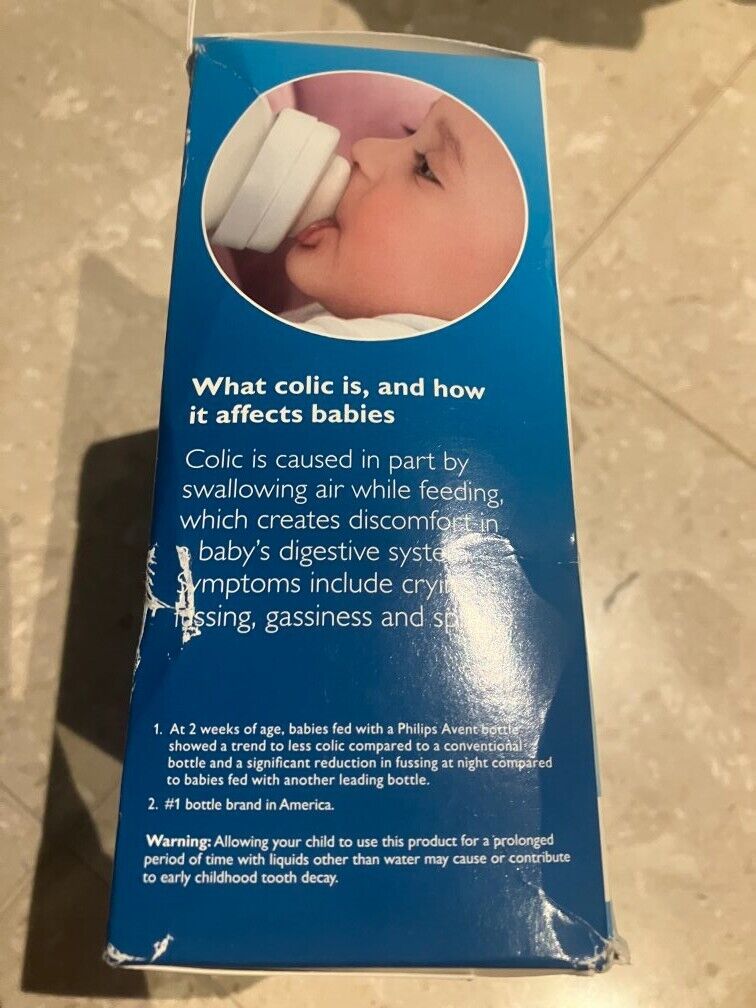 What colic is, and how
it affects babies
Colic is caused in part by
swallowing air while feeding,
which creates discomfort in
baby's digestive
symptoms include
fussing, gassiness and
1. At 2 weeks of age, babies fed with a Philips Avent bottle
showed a trend to less colic compared to a conventional
bottle and a significant reduction in fussing at night compared
to babies fed with another leading bottle.
2. #1 bottle brand in America.
Warning: Allowing your child to use this product for a prolonged
period of time with liquids other than water may cause or contribute
to early childhood tooth decay.